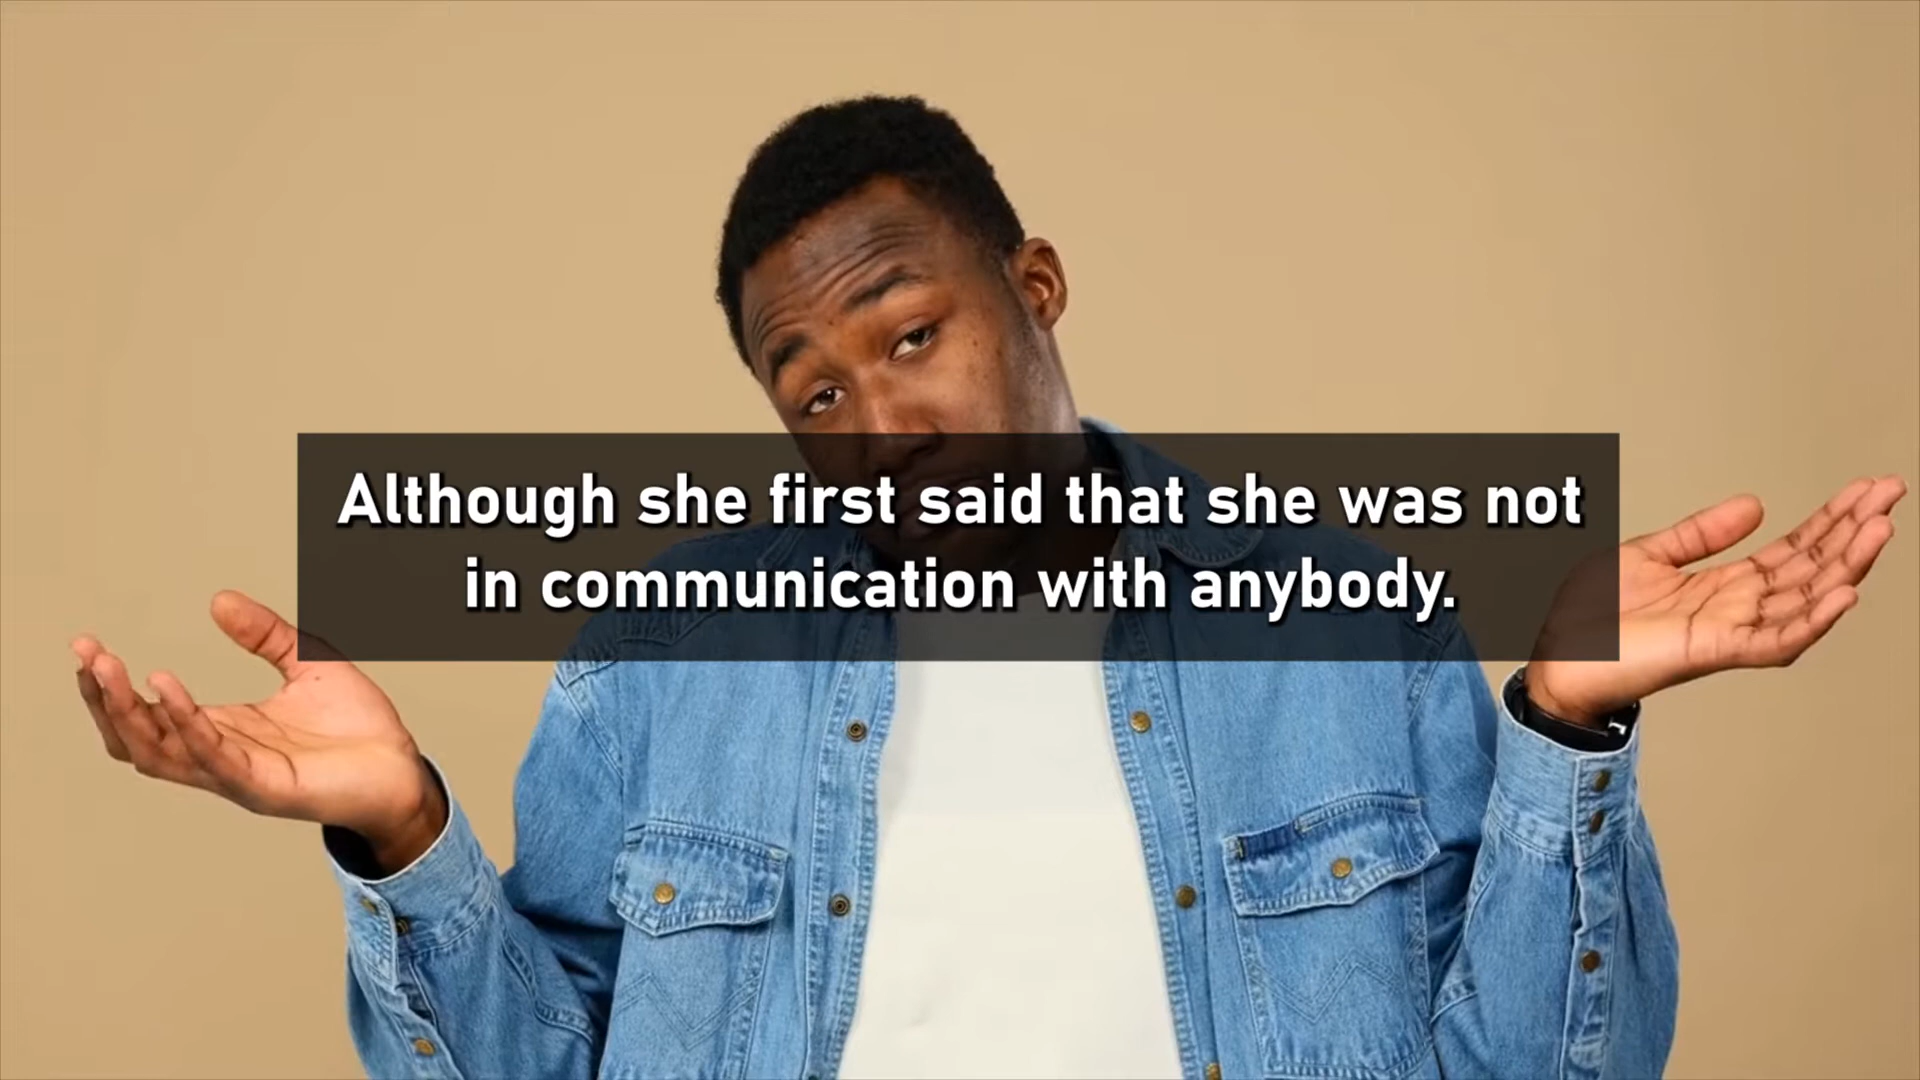 Although she first said that she was not
in communication with anybody.